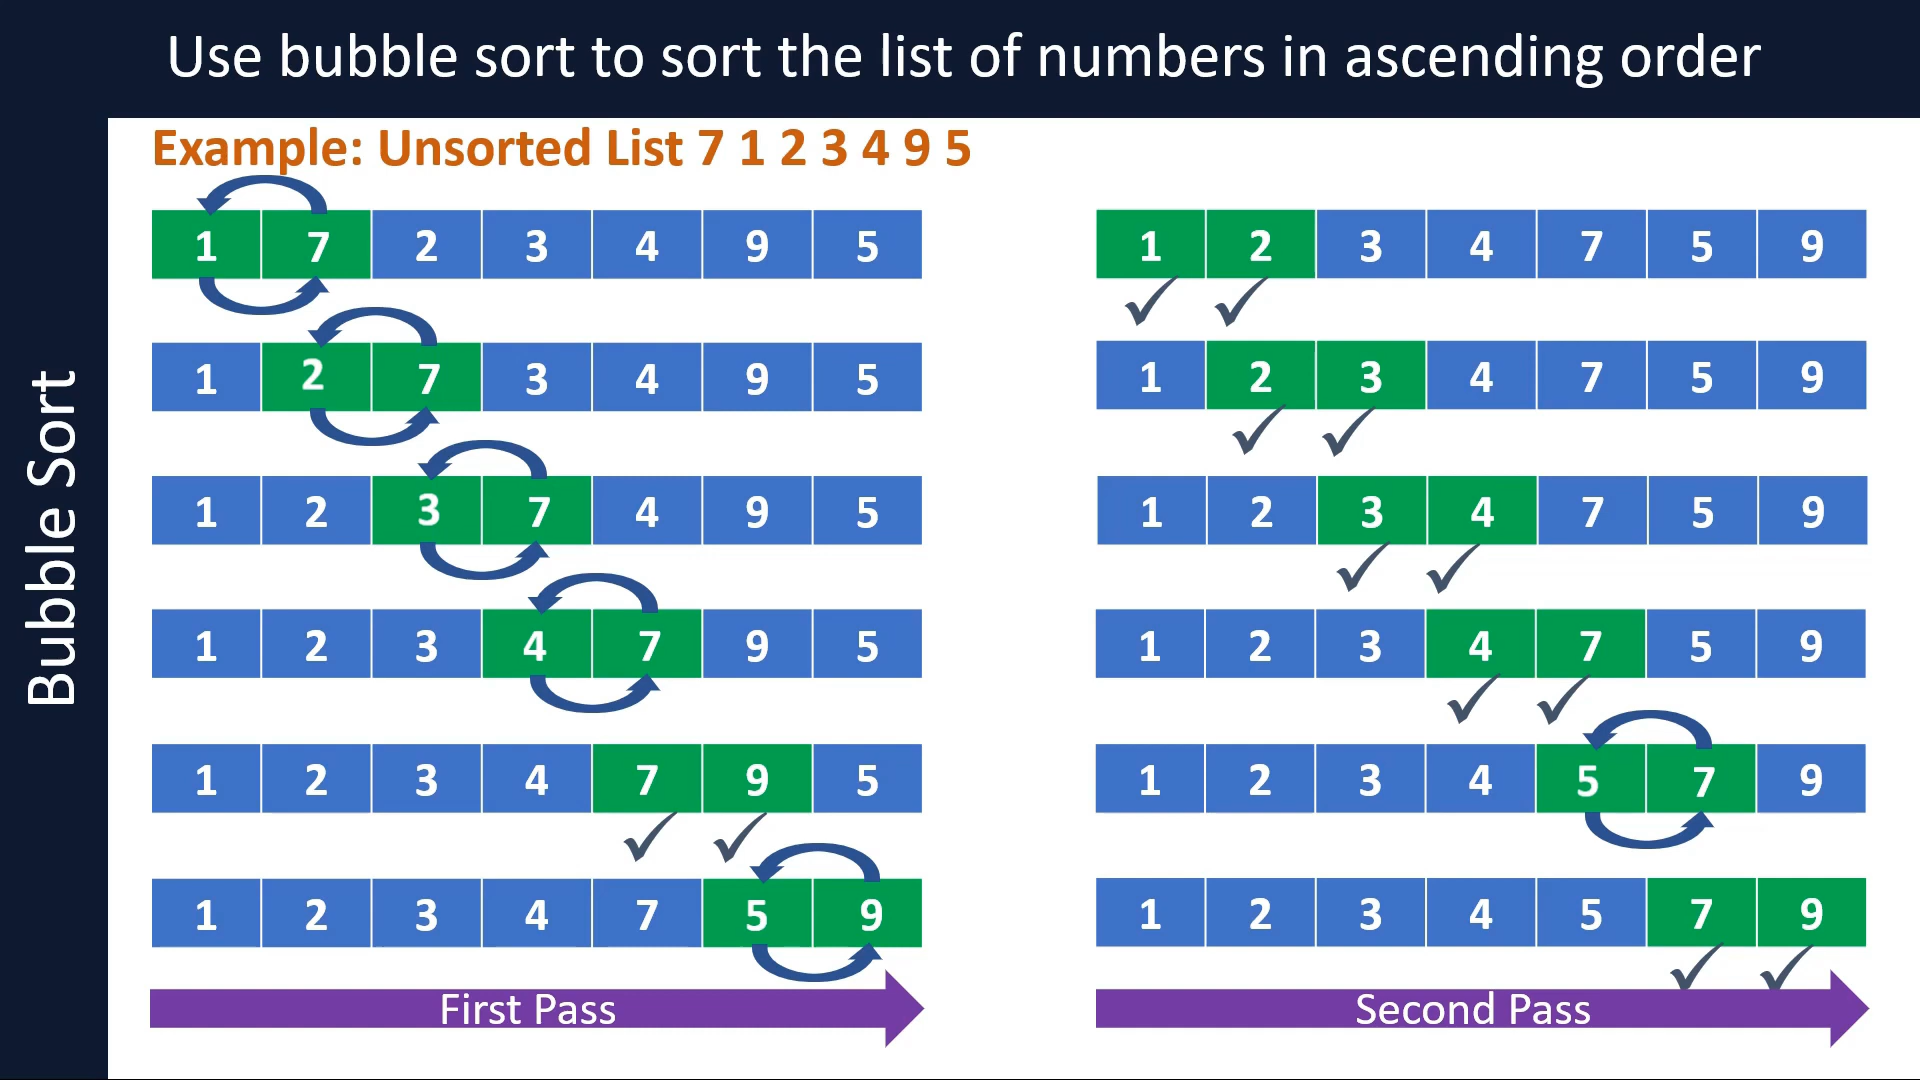 Use bubble sort to sort the list of numbers in ascending order
Bubble Sort
Example: Unsorted List 7 1 2 3 4 9 5
1 7 2 3 4 9 5
1 2 7 3 4 9 5
1 2 3 7 4 9 5
1 2 3 4 7 9 5
1 2 3 4 7 9 5
1 2 3 4 7 5 9
First Pass
1 2 3 4 7 5 9
1 2 3 4 7 5 9
1 2 3 4 7 5 9
1 2 3 4 7 5 9
1 2 3 4 5 7 9
1 2 3 4 5 7 9
Second Pass